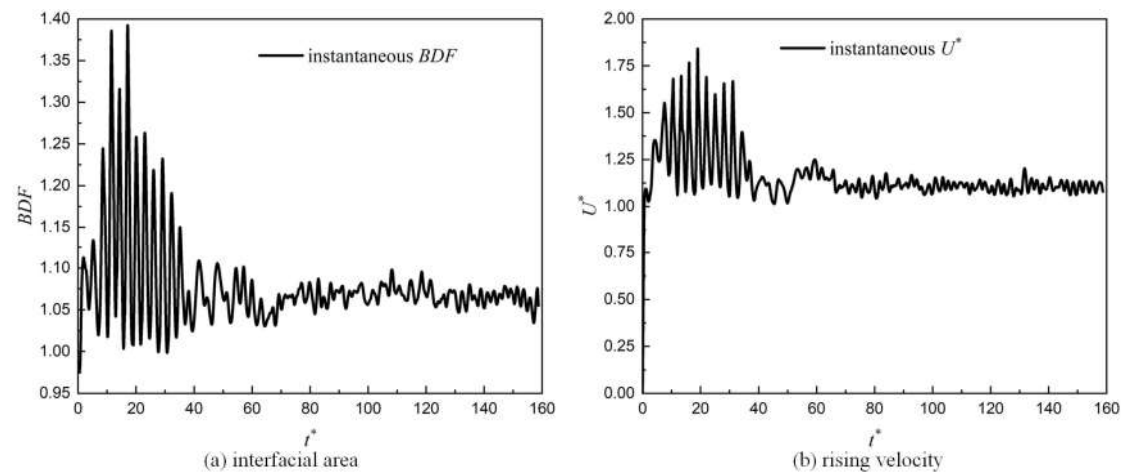 1.40
1.35
1.30
1.25
1.20
1.15
1.10
1.05
1.00
0.95
BDF
instantaneous BDF
0 20 40 60 80 100 120 140 160
t*
(a) interfacial area
2.00
1.75
1.50
1.25
1.00
0.75
0.50
0.25
0.00
U*
instantaneous U*
0 20 40 60 80 100 120 140 160
t*
(b) rising velocity